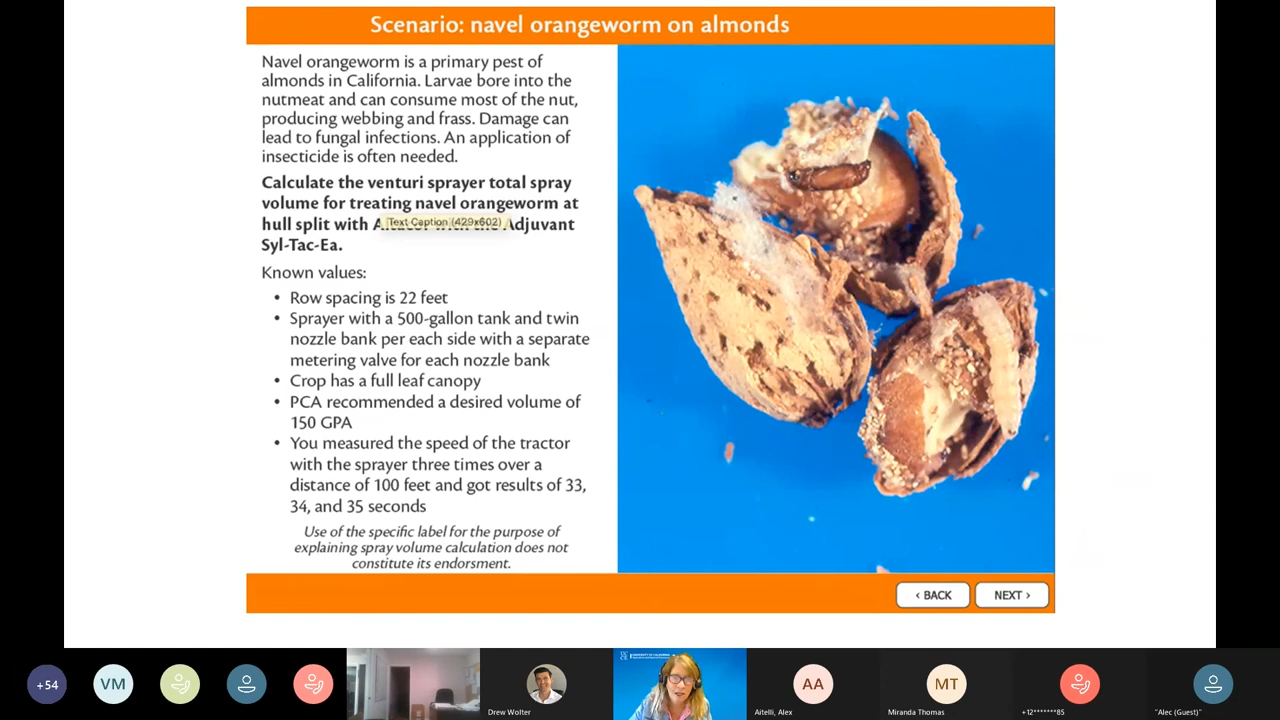 Scenario: navel orangeworm on almonds
Navel orangeworm is a primary pest of
almonds in California. Larvae bore into the
nutmeat and can consume most of the nut,
producing webbing and frass. Damage can
lead to fungal infections. An application of
insecticide is often needed.
Calculate the venturi sprayer total spray
volume for treating navel orangeworm at
hull split with Adjuvant
Text Caption (429x602)
Syl-Tac-Ea.
Known values:
• Row spacing is 22 feet
• Sprayer with a 500-gallon tank and twin
nozzle bank per each side with a separate
metering valve for each nozzle bank
• Crop has a full leaf canopy
• PCA recommended a desired volume of
150 GPA
• You measured the speed of the tractor
with the sprayer three times over a
distance of 100 feet and got results of 33,
34, and 35 seconds
Use of the specific label for the purpose of
explaining spray volume calculation does not
constitute its endorsment.
‹ BACK
NEXT ›
+54
VM
AA
MT
Drew Wolter
Aitelli, Alex
Miranda Thomas
+12*******85
"Alec (Guest)"